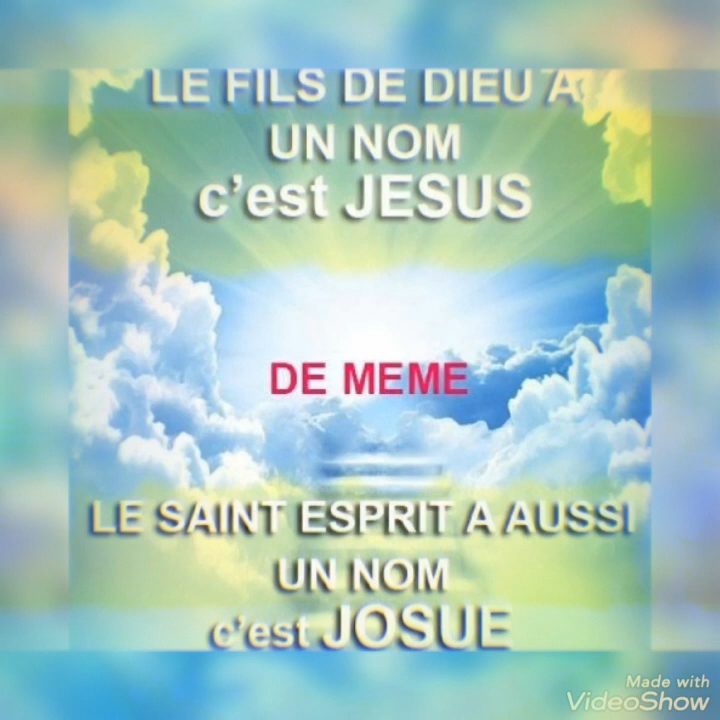 LE FILS DE DIEU A
UN NOM
c'est JESUS
DE MEME
LE SAINT ESPRIT A AUSSI
UN NOM
c'est JOSUE
Made with
VideoShow